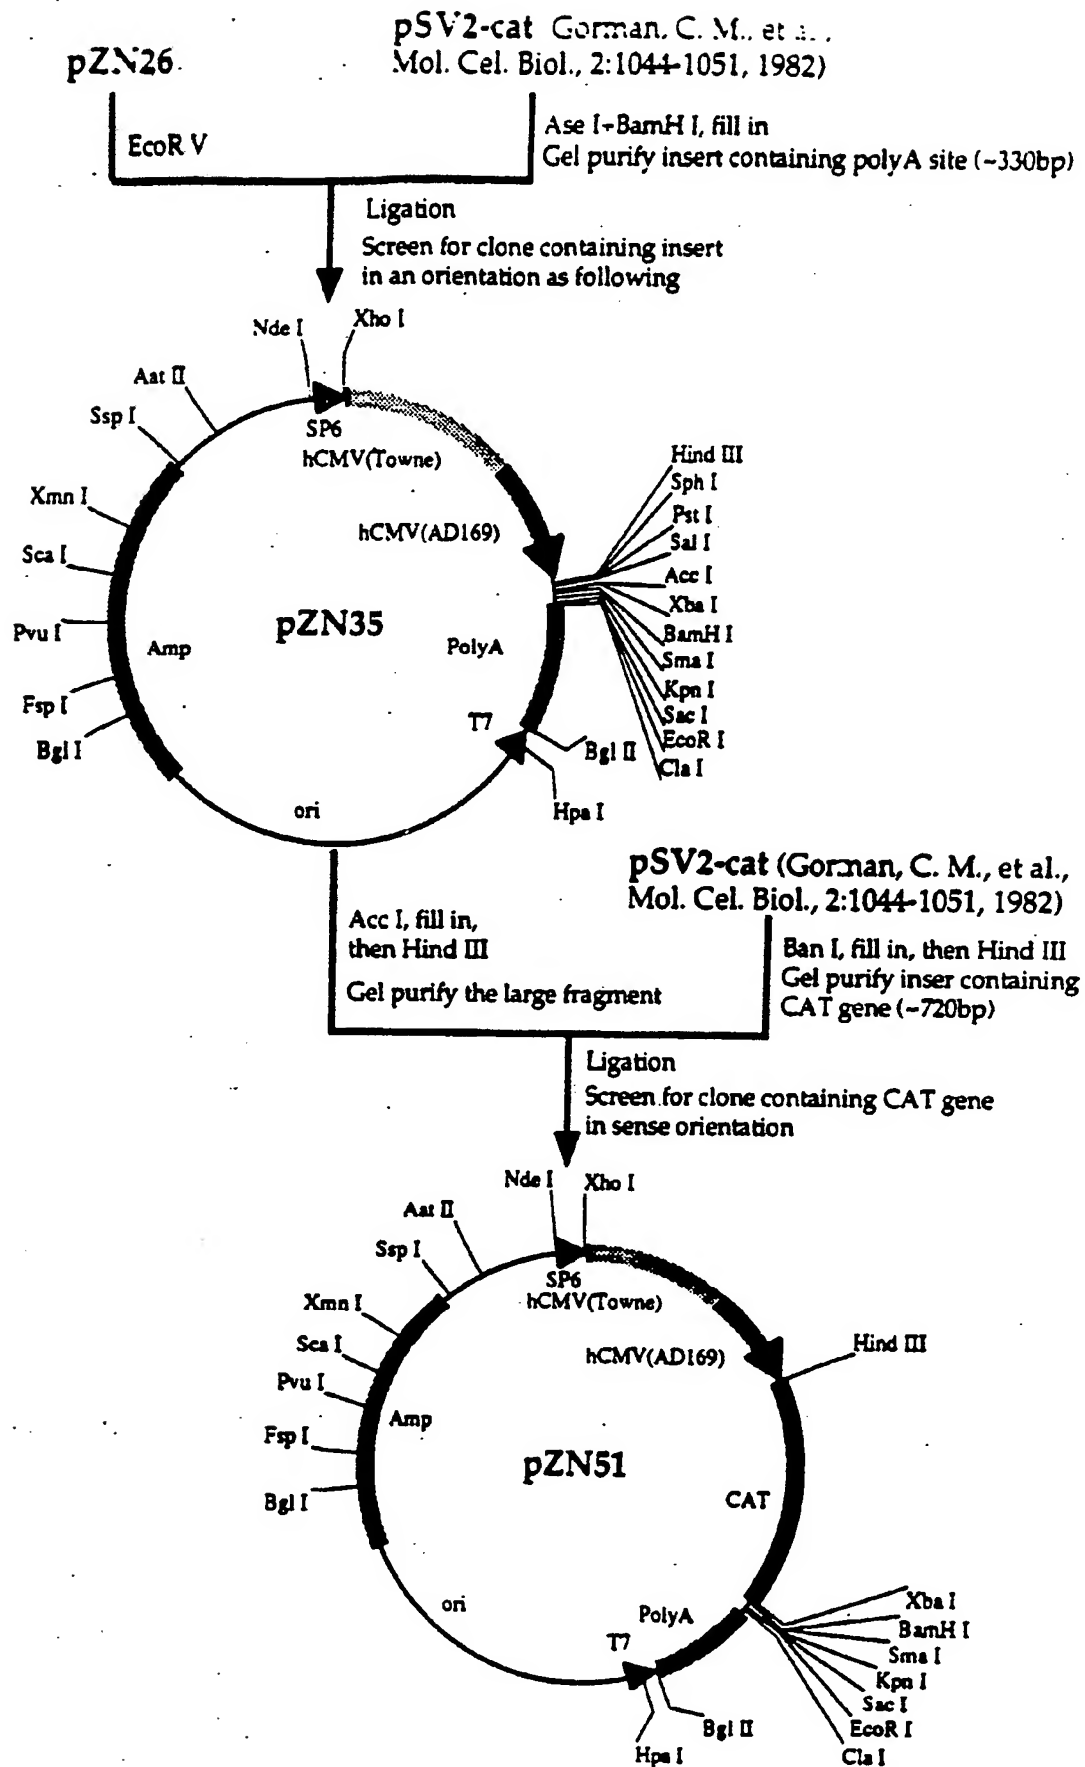 pZN26
pSV2-cat Gorman, C. M., et
Mol. Cel. Biol., 2:1044-1051, 1982)
EcoR V
Ase I+BamH I, fill in
Gel purify insert containing polyA site (~330bp)
Ligation
Screen for clone containing insert
in an orientation as following
Nde I
Xho I
Aat II
Ssp I
SP6
hCMV(Towne)
Xmn I
Hind III
Sph I
Pst I
Sal I
hCMV(AD169)
Sca I
Acc I
Xba I
Pvu I
pZN35
BamH I
Amp
PolyA
Sma I
Kpn I
Fsp I
Sac I
T7
EcoR I
Bgl I
Bgl II
Cla I
ori
Hpa I
pSV2-cat (Gorman, C. M., et al.,
Mol. Cel. Biol., 2:1044-1051, 1982)
Acc I, fill in,
then Hind III
Gel purify the large fragment
Ban I, fill in, then Hind III
Gel purify inser containing
CAT gene (~720bp)
Ligation
Screen for clone containing CAT gene
in sense orientation
Nde I
Xho I
Aat II
Ssp I
SP6
hCMV(Towne)
Xmn I
Sca I
hCMV(AD169)
Hind III
Pvu I
Amp
Fsp I
pZN51
Bgl I
CAT
ori
PolyA
Xba I
BamH I
T7
Sma I
Kpn I
Sac I
Bgl II
EcoR I
Hpa I
Cla I